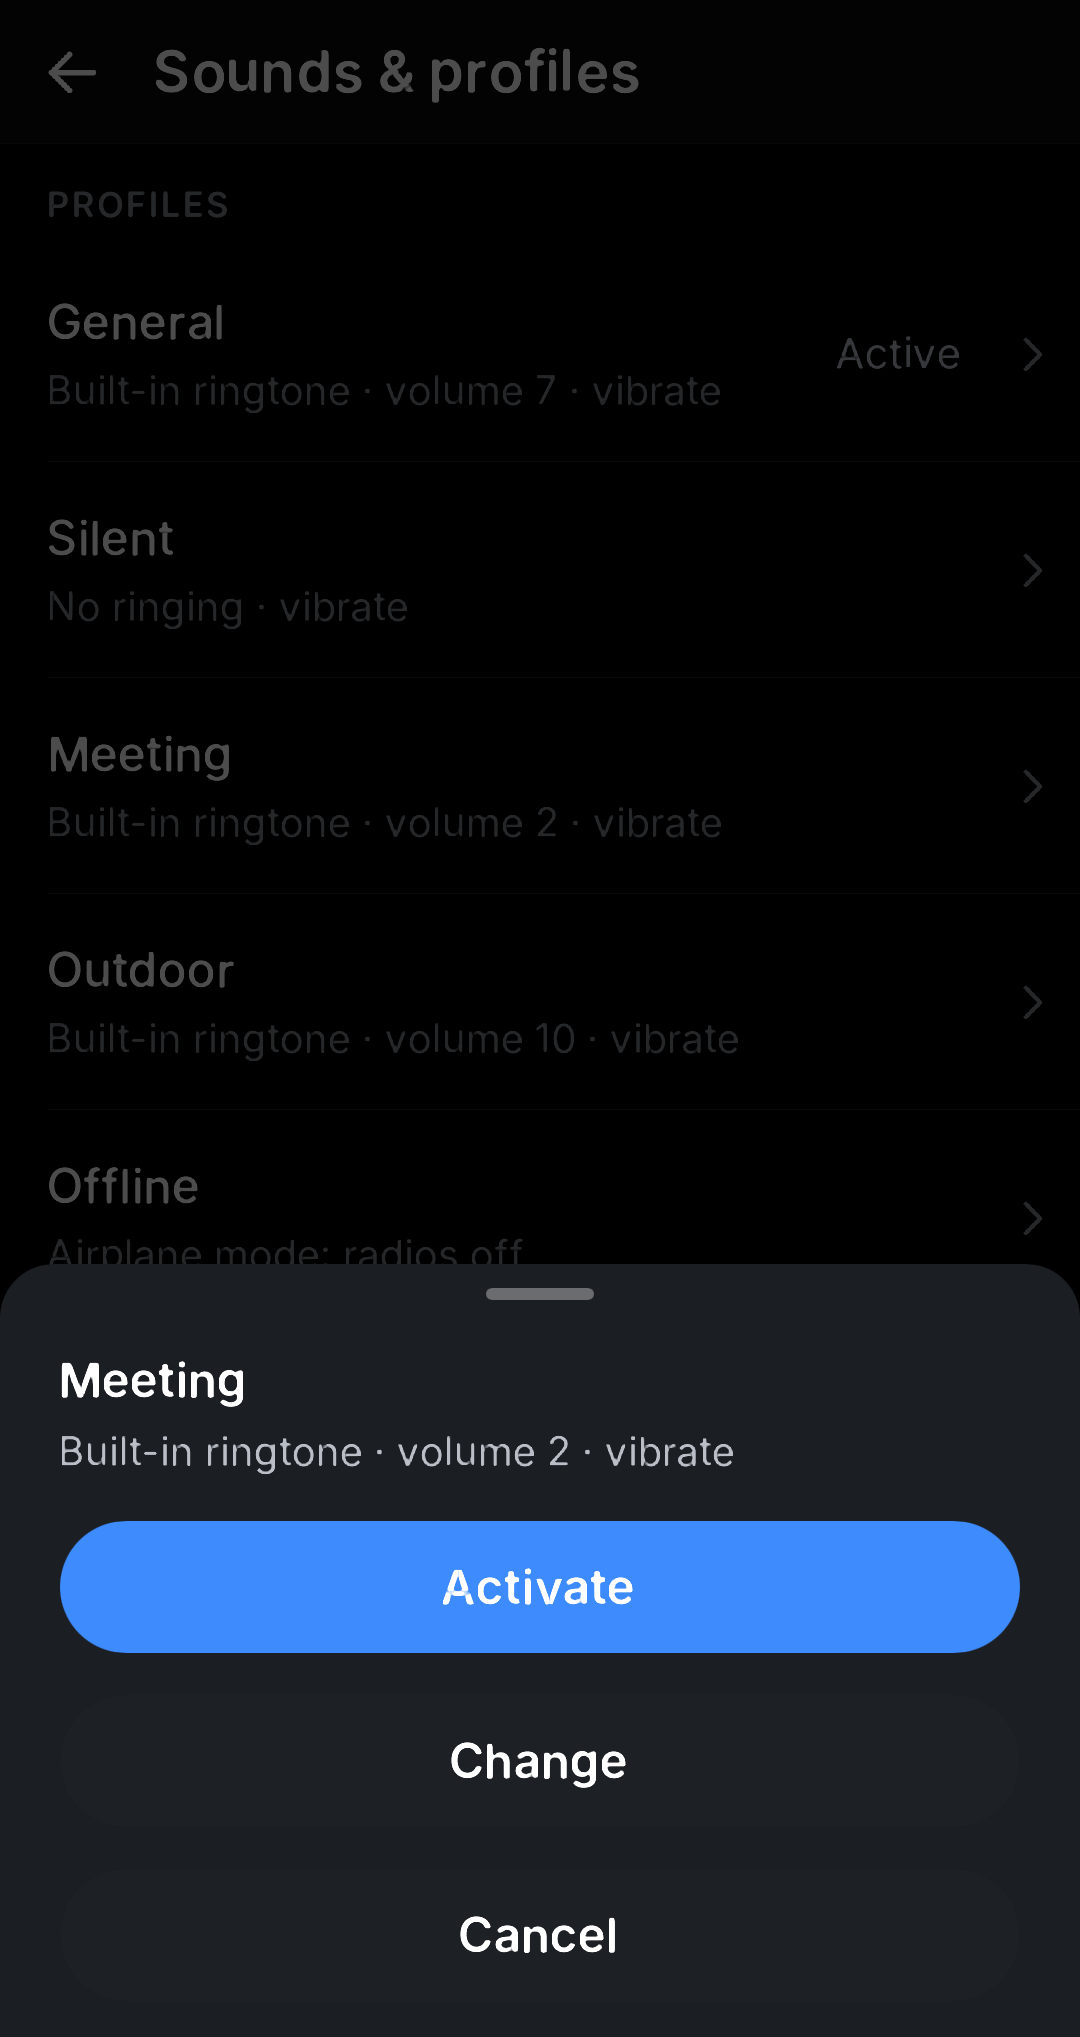 Sounds & profiles
PROFILES
General
Built-in ringtone · volume 7 · vibrate
Active
Silent
No ringing · vibrate
Meeting
Built-in ringtone · volume 2 · vibrate
Outdoor
Built-in ringtone · volume 10 · vibrate
Offline
Airplane mode: radios off
Meeting
Built-in ringtone · volume 2 · vibrate
Activate
Change
Cancel